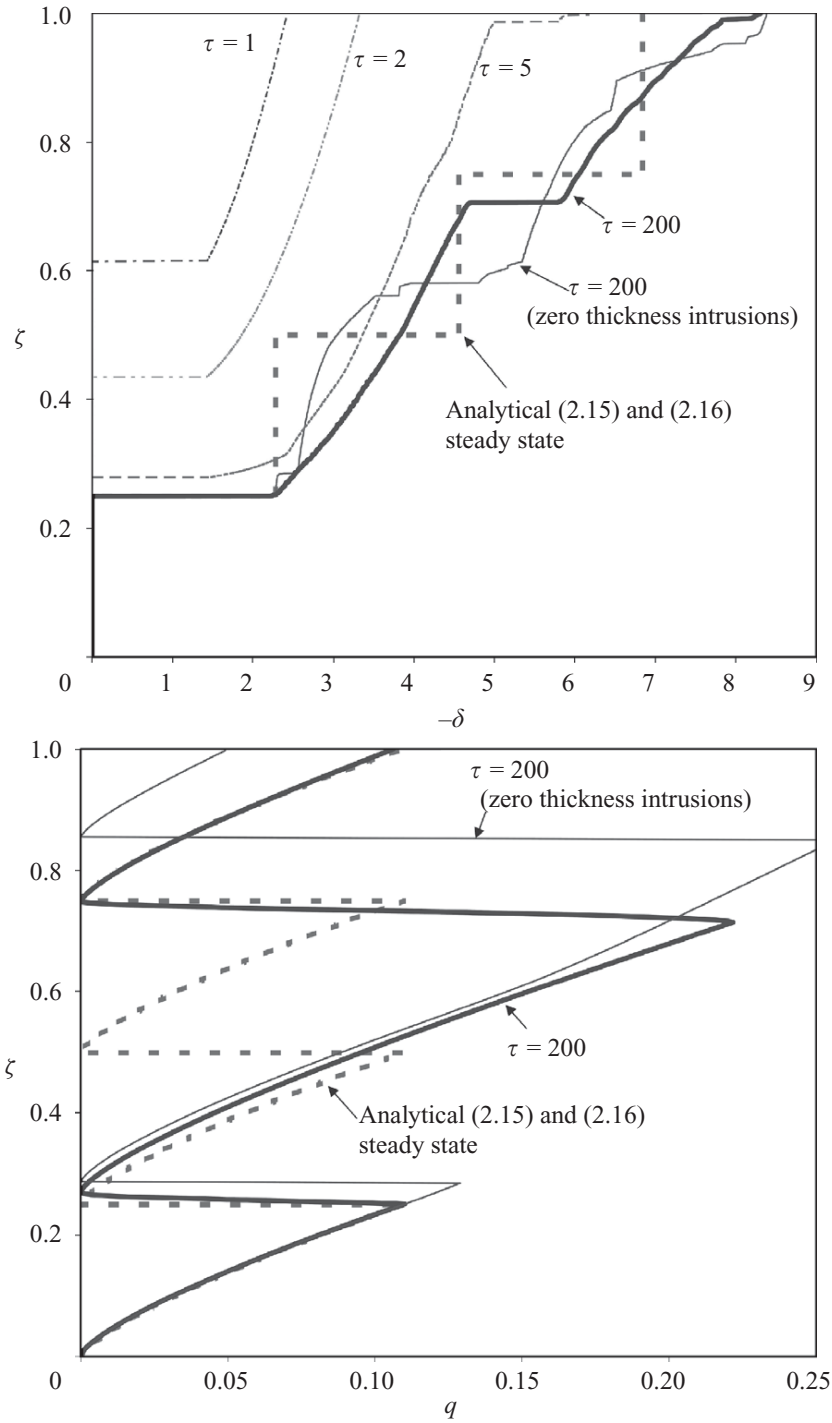 1.0
τ = 1
τ = 2
τ = 5
0.8
τ = 200
0.6
τ = 200
(zero thickness intrusions)
ζ
0.4
Analytical (2.15) and (2.16)
steady state
0.2
0 1 2 3 4 5 6 7 8 9
–δ
1.0
τ = 200
(zero thickness intrusions)
0.8
0.6
τ = 200
ζ
0.4
Analytical (2.15) and (2.16)
steady state
0.2
0 0.05 0.10 0.15 0.20 0.25
q